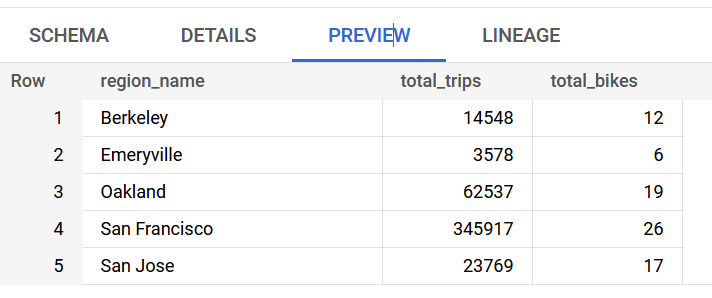 SCHEMA DETAILS PREVIEW LINEAGE
Row region_name total_trips total_bikes
1 Berkeley 14548 12
2 Emeryville 3578 6
3 Oakland 62537 19
4 San Francisco 345917 26
5 San Jose 23769 17